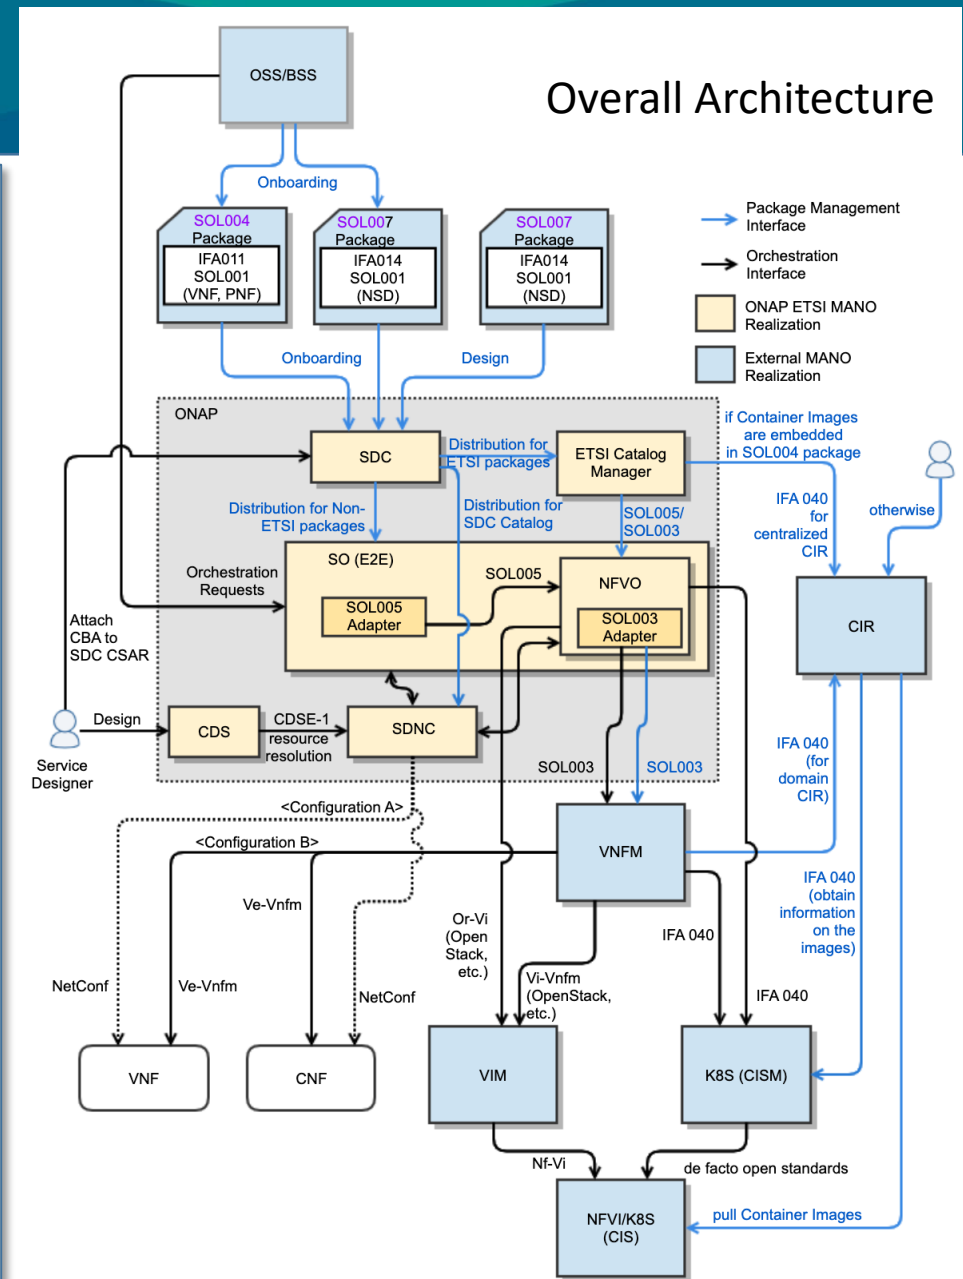 OSS/BSS
Overall Architecture
Onboarding
SOL004
Package
IFA011
SOL001
(VNF, PNF)
SOL007
Package
IFA014
SOL001
(NSD)
SOL007
Package
IFA014
SOL001
(NSD)
Package Management
Interface
Orchestration
Interface
ONAP ETSI MANO
Realization
External MANO
Realization
Onboarding
Design
ONAP
SDC
Distribution for
ETSI packages
ETSI Catalog
Manager
if Container Images
are embedded
in SOL004 package
Distribution for Non-
ETSI packages
Distribution for
SDC Catalog
SOL005/
SOL003
IFA 040
for
centralized
CIR
otherwise
SO (E2E)
Orchestration
Requests
SOL005
Adapter
SOL005
NFVO
SOL003
Adapter
CIR
Attach
CBA to
SDC CSAR
Design
Service
Designer
CDS
CDSE-1
resource
resolution
SDNC
SOL003
SOL003
IFA 040
(for
domain
CIR)
<Configuration A>
<Configuration B>
VNFM
Ve-Vnfm
Or-Vi
(Open
Stack,
etc.)
IFA 040
IFA 040
(obtain
information
on the
images)
NetConf
Ve-Vnfm
NetConf
Vi-Vnfm
(OpenStack,
etc.)
IFA 040
VNF
CNF
VIM
K8S (CISM)
Nf-Vi
de facto open standards
NFVI/K8S
(CIS)
pull Container Images